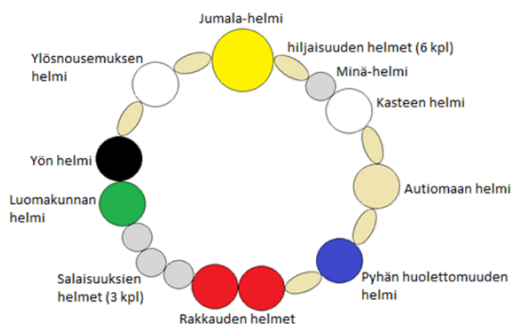 Jumala-helmi
hiljaisuuden helmet (6 kpl)
Minä-helmi
Kasteen helmi
Autiomaan helmi
Pyhän huolettomuuden
helmi
Rakkauden helmet
Salaisuuksien
helmet (3 kpl)
Luomakunnan
helmi
Yön helmi
Ylösnousemuksen
helmi